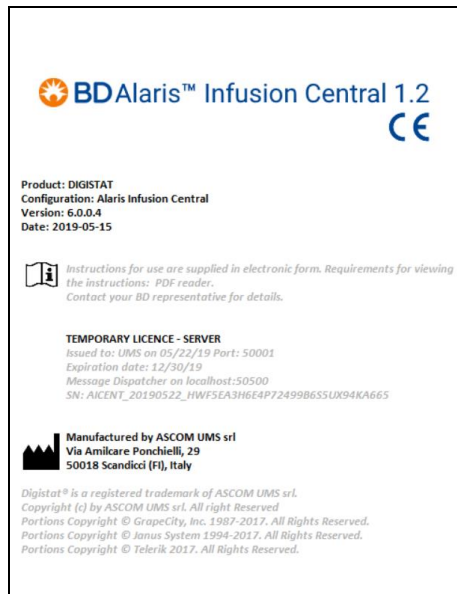 BD Alaris™ Infusion Central 1.2
CE
Product: DIGISTAT
Configuration: Alaris Infusion Central
Version: 6.0.0.4
Date: 2019-05-15
Instructions for use are supplied in electronic form. Requirements for viewing
the instructions: PDF reader.
Contact your BD representative for details.
TEMPORARY LICENCE - SERVER
Issued to: UMS on 05/22/19 Port: 50001
Expiration date: 12/30/19
Message Dispatcher on localhost:50500
SN: AICENT_20190522_HWF5EA3H6E4P72499B6S5UX94KA665
Manufactured by ASCOM UMS srl
Via Amilcare Ponchielli, 29
50018 Scandicci (FI), Italy
Digistat® is a registered trademark of ASCOM UMS srl.
Copyright (c) by ASCOM UMS srl. All right Reserved
Portions Copyright © GrapeCity, Inc. 1987-2017. All Rights Reserved.
Portions Copyright © Janus System 1994-2017. All Rights Reserved.
Portions Copyright © Telerik 2017. All Rights Reserved.